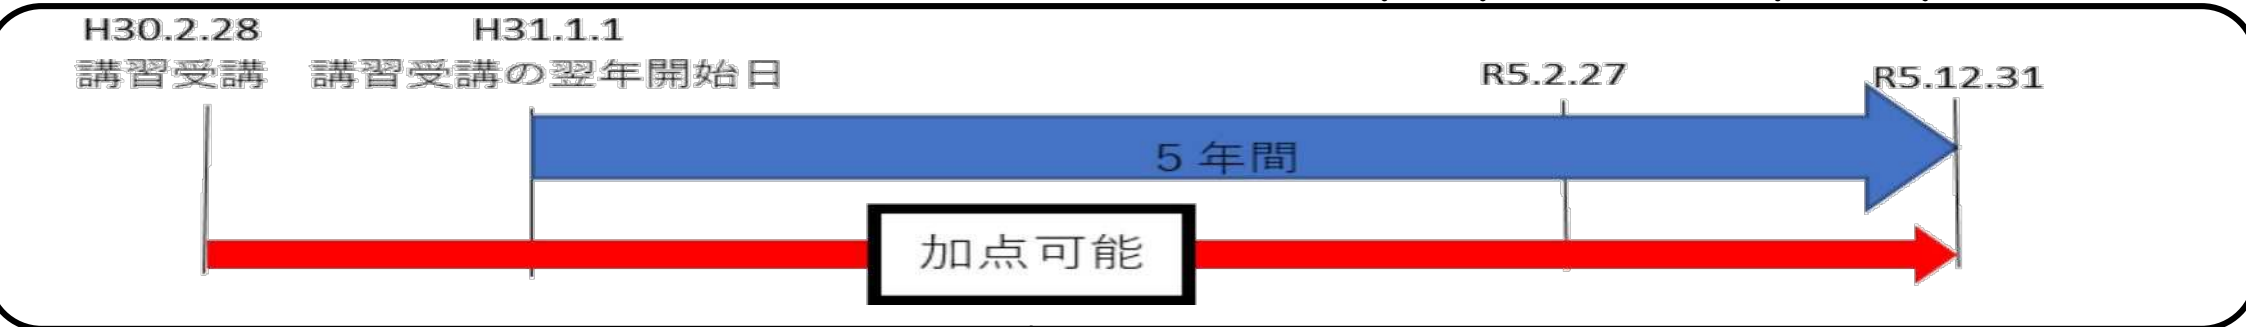 H30.2.28
講習受講
H31.1.1
講習受講の翌年開始日
R5.2.27
R5.12.31
5年間
加点可能